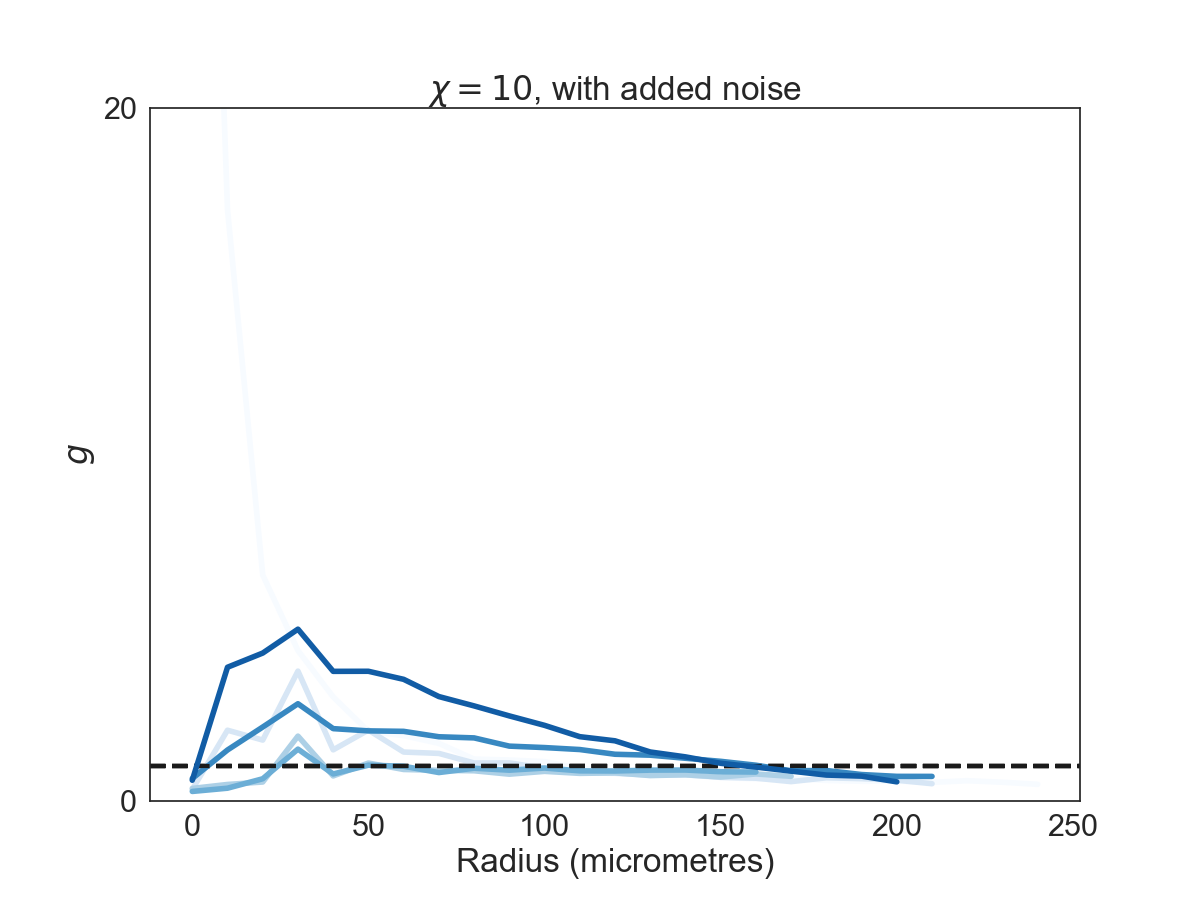 χ = 10, with added noise
20
g
0
0 50 100 150 200 250
Radius (micrometres)